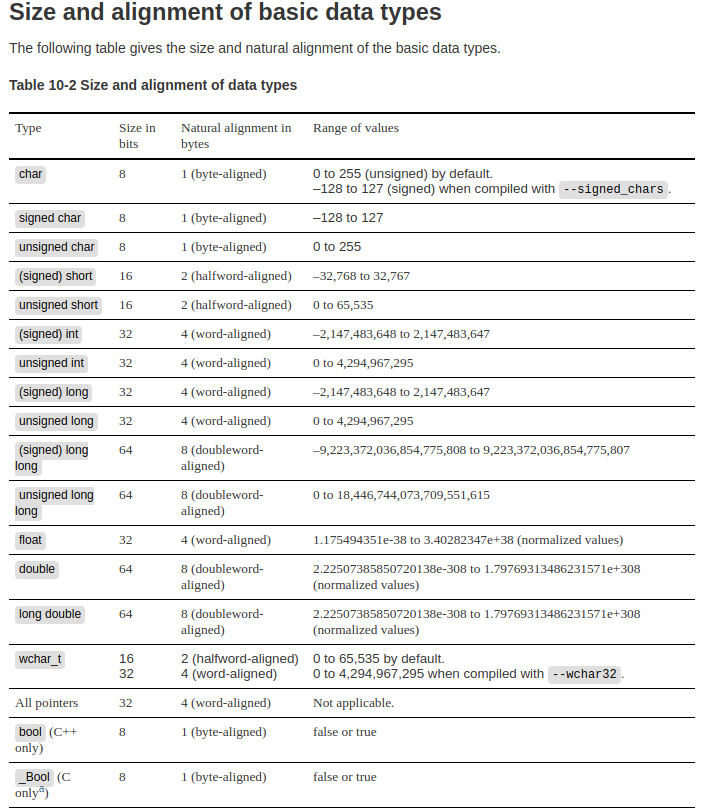 Size and alignment of basic data types
The following table gives the size and natural alignment of the basic data types.
Table 10-2 Size and alignment of data types
Type Size in bits Natural alignment in bytes Range of values
char 8 1 (byte-aligned) 0 to 255 (unsigned) by default.
–128 to 127 (signed) when compiled with --signed_chars.
signed char 8 1 (byte-aligned) –128 to 127
unsigned char 8 1 (byte-aligned) 0 to 255
(signed) short 16 2 (halfword-aligned) –32,768 to 32,767
unsigned short 16 2 (halfword-aligned) 0 to 65,535
(signed) int 32 4 (word-aligned) –2,147,483,648 to 2,147,483,647
unsigned int 32 4 (word-aligned) 0 to 4,294,967,295
(signed) long 32 4 (word-aligned) –2,147,483,648 to 2,147,483,647
unsigned long 32 4 (word-aligned) 0 to 4,294,967,295
(signed) long long 64 8 (doubleword-aligned) –9,223,372,036,854,775,808 to 9,223,372,036,854,775,807
unsigned long long 64 8 (doubleword-aligned) 0 to 18,446,744,073,709,551,615
float 32 4 (word-aligned) 1.175494351e-38 to 3.40282347e+38 (normalized values)
double 64 8 (doubleword-aligned) 2.22507385850720138e-308 to 1.79769313486231571e+308 (normalized values)
long double 64 8 (doubleword-aligned) 2.22507385850720138e-308 to 1.79769313486231571e+308 (normalized values)
wchar_t 16 2 (halfword-aligned) 0 to 65,535 by default.
32 4 (word-aligned) 0 to 4,294,967,295 when compiled with --wchar32.
All pointers 32 4 (word-aligned) Not applicable.
bool (C++ only) 8 1 (byte-aligned) false or true
_Bool (C only a) 8 1 (byte-aligned) false or true